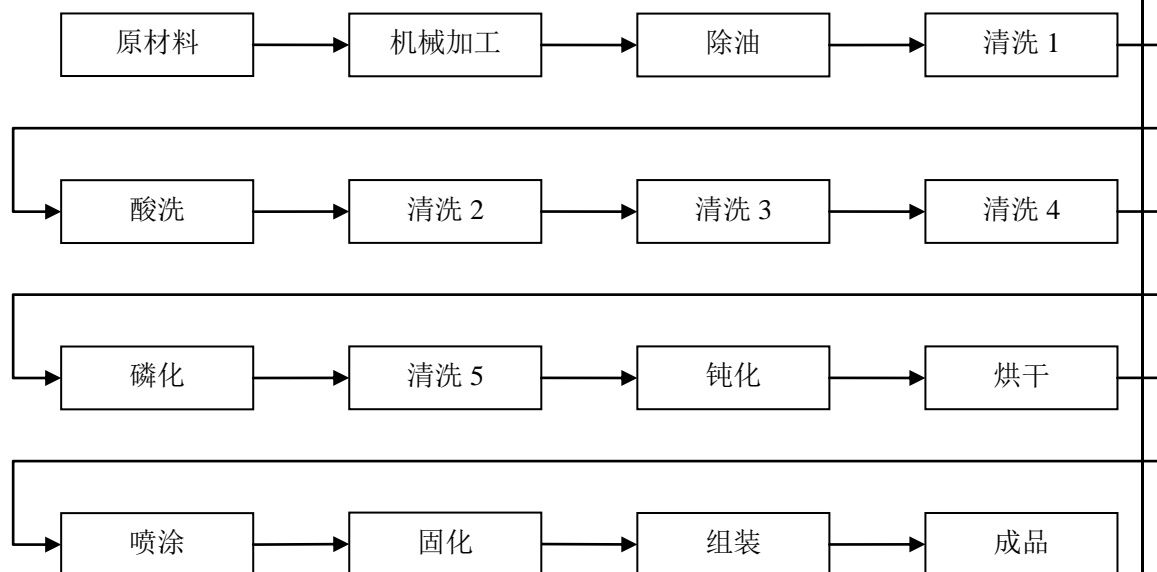 原材料 机械加工 除油 清洗 1
酸洗 清洗 2 清洗 3 清洗 4
磷化 清洗 5 钝化 烘干
喷涂 固化 组装 成品